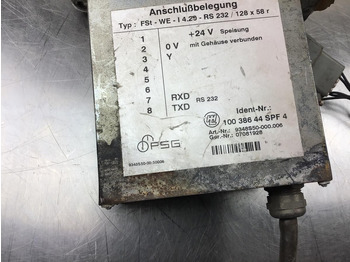 Anschlußbelegung
Typ: FSt - WE - I 4.25 - RS 232 / 128 x 58 r
1 +24 V Speisung
2 0 V mit Gehäuse verbunden
3 Y
4
5
6
7 RXD RS 232
8 TXD
Ident-Nr.:
100 386 44 SPF 4
Art.-Nr.: 9346950-000.006
Ger.-Nr.: 07061926
PSG